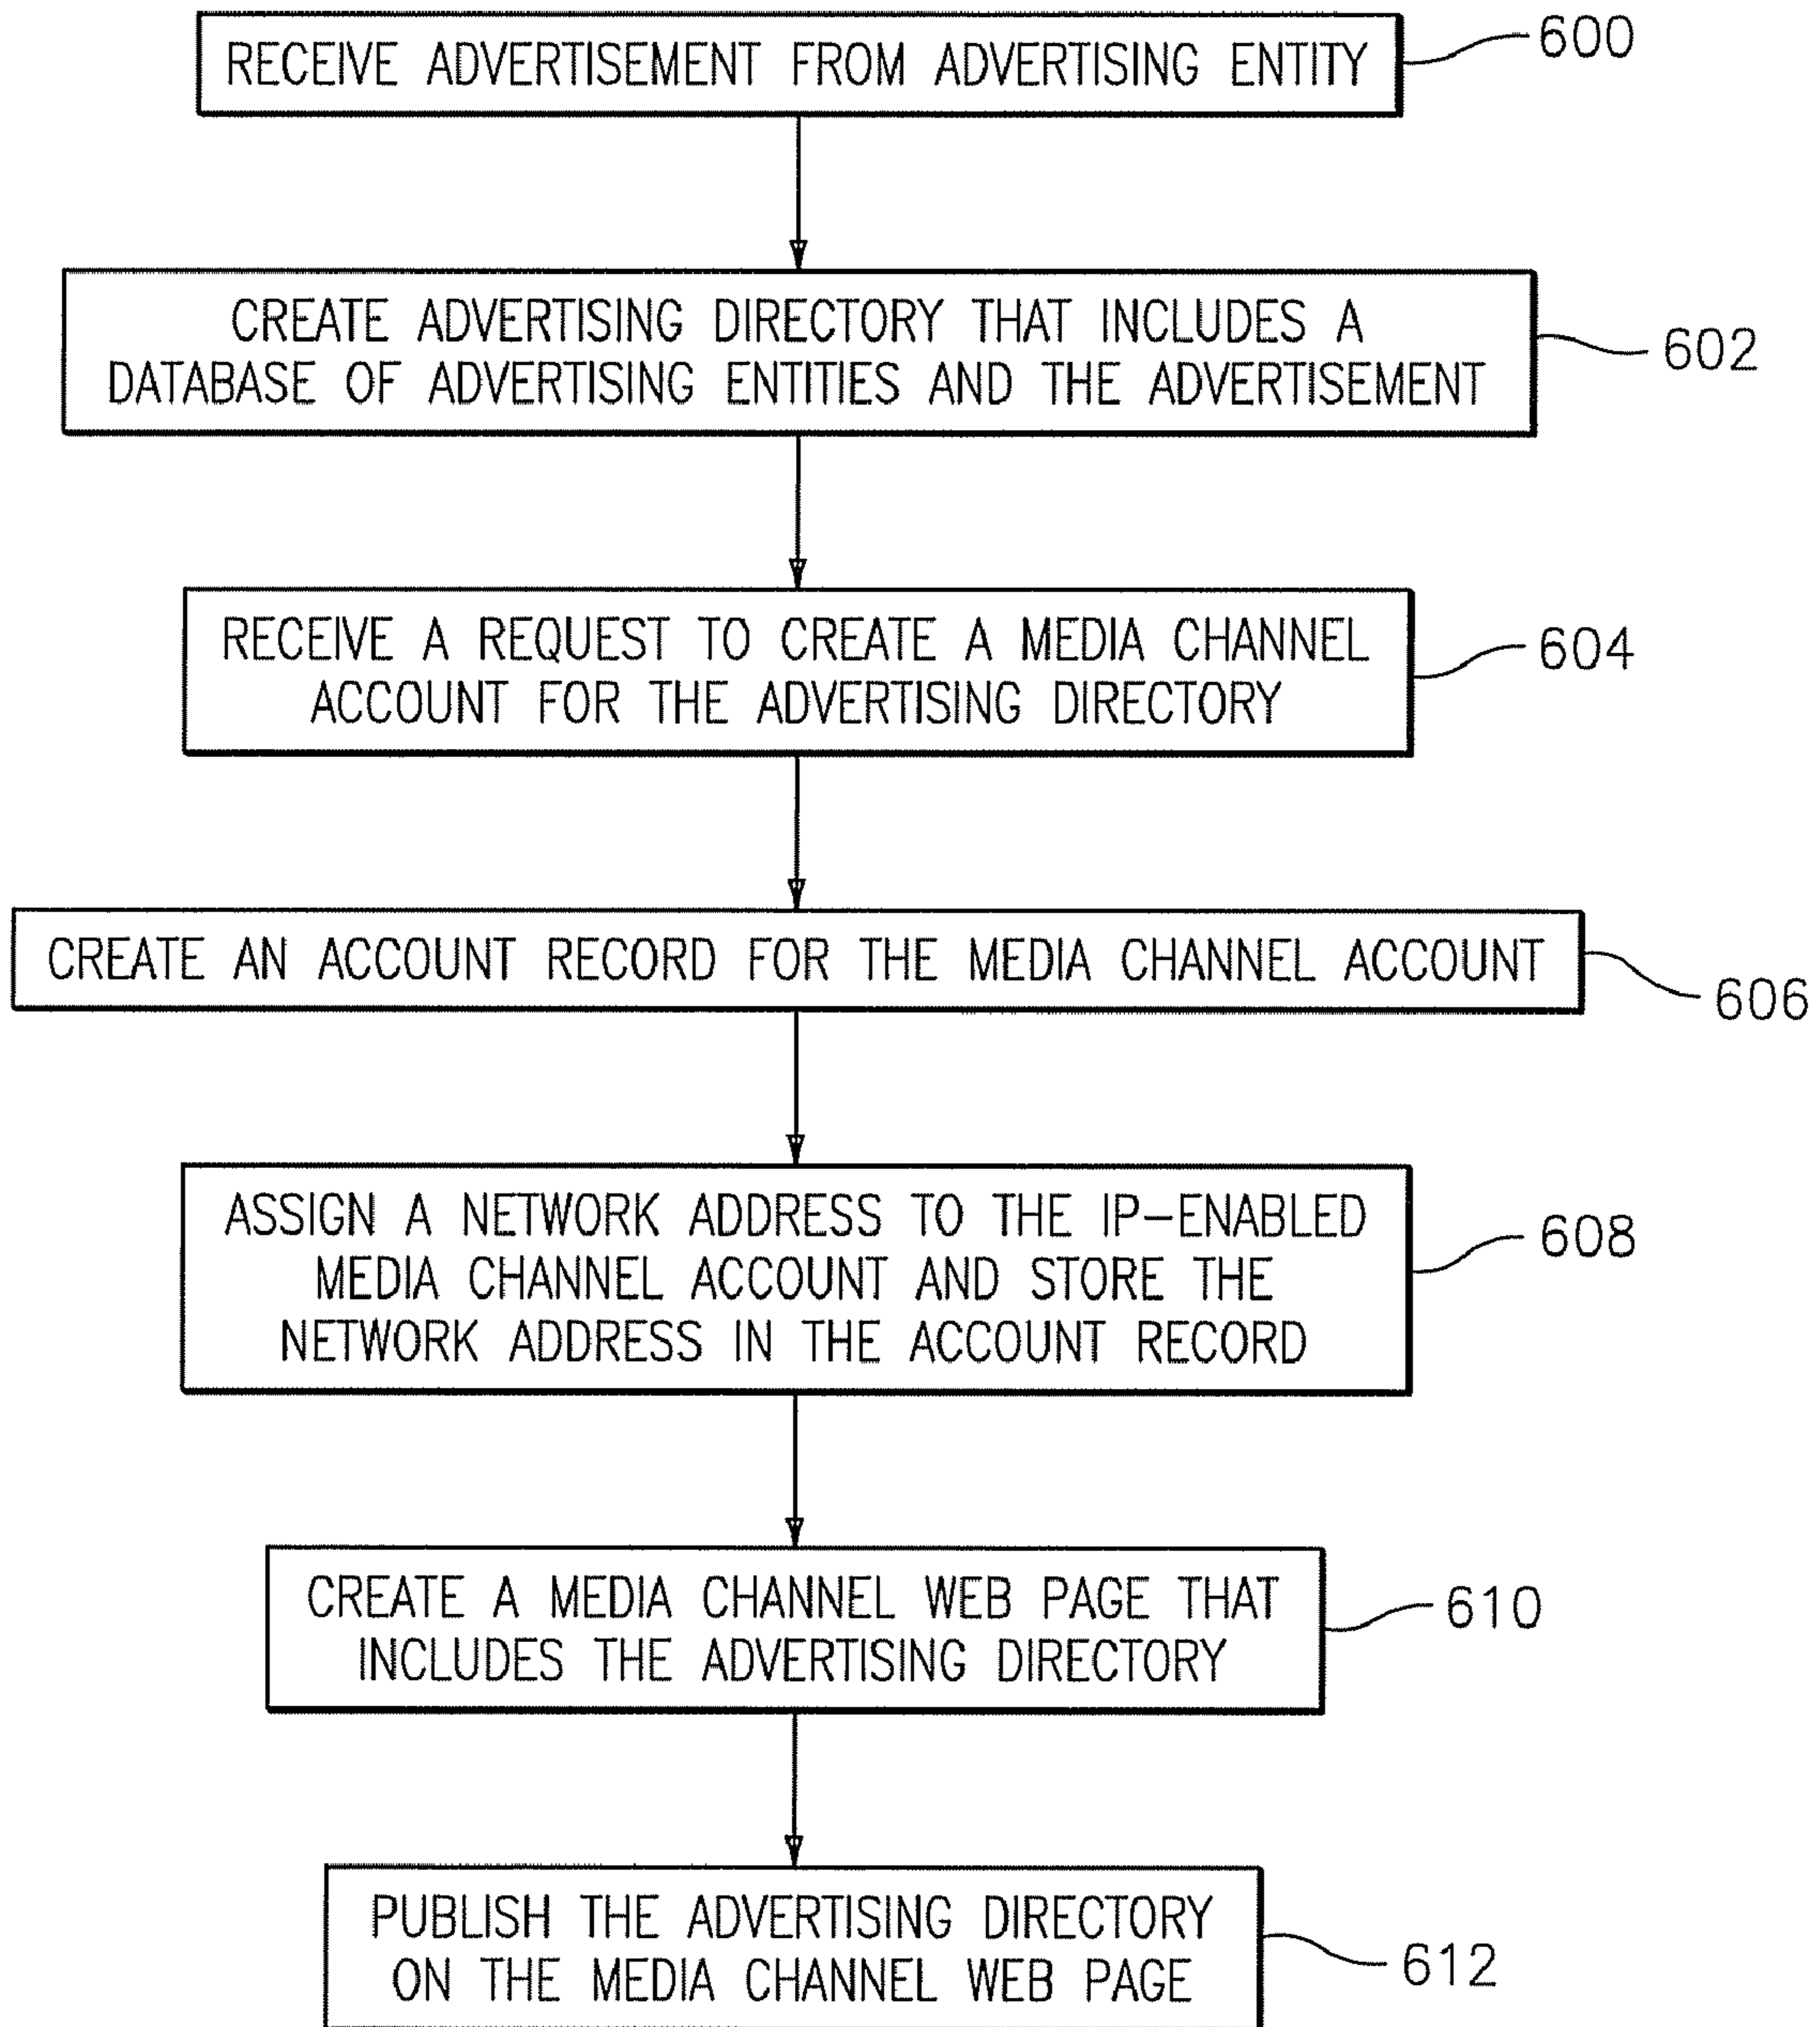 RECEIVE ADVERTISEMENT FROM ADVERTISING ENTITY
600
CREATE ADVERTISING DIRECTORY THAT INCLUDES A
DATABASE OF ADVERTISING ENTITIES AND THE ADVERTISEMENT
602
RECEIVE A REQUEST TO CREATE A MEDIA CHANNEL
ACCOUNT FOR THE ADVERTISING DIRECTORY
604
CREATE AN ACCOUNT RECORD FOR THE MEDIA CHANNEL ACCOUNT
606
ASSIGN A NETWORK ADDRESS TO THE IP-ENABLED
MEDIA CHANNEL ACCOUNT AND STORE THE
NETWORK ADDRESS IN THE ACCOUNT RECORD
608
CREATE A MEDIA CHANNEL WEB PAGE THAT
INCLUDES THE ADVERTISING DIRECTORY
610
PUBLISH THE ADVERTISING DIRECTORY
ON THE MEDIA CHANNEL WEB PAGE
612